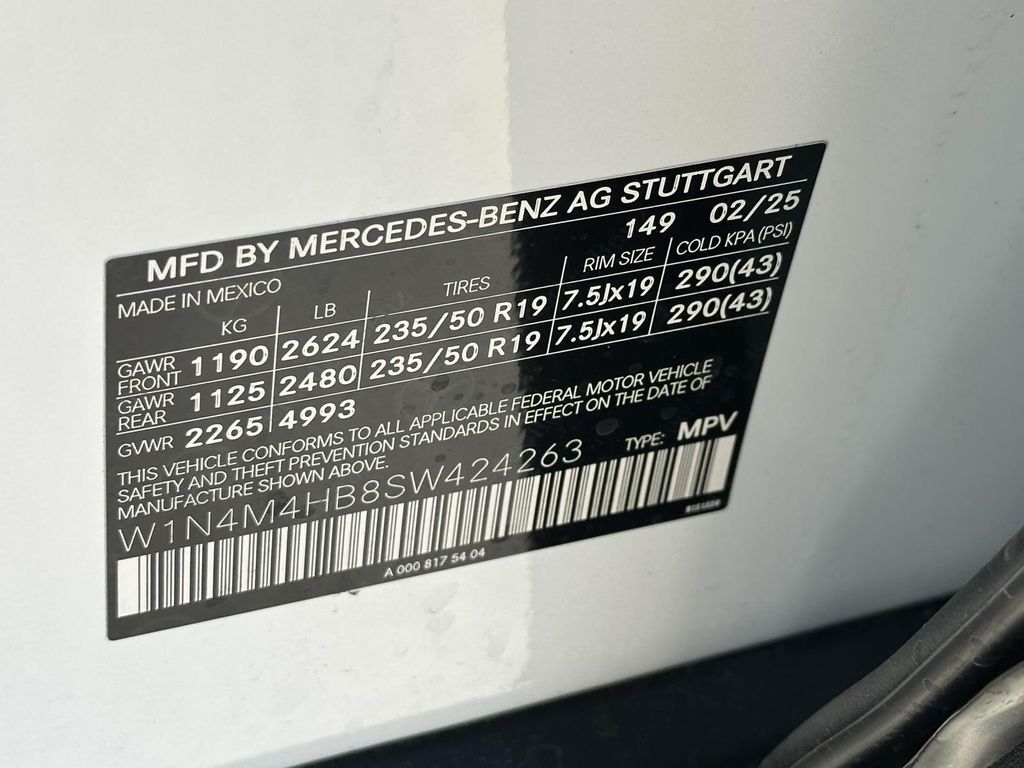 MFD BY MERCEDES-BENZ AG STUTTGART
MADE IN MEXICO 149 02/25
KG LB TIRES RIM SIZE COLD KPA (PSI)
GAWR FRONT 1190 2624 235/50 R19 7.5Jx19 290(43)
GAWR REAR 1125 2480 235/50 R19 7.5Jx19 290(43)
GVWR 2265 4993
THIS VEHICLE CONFORMS TO ALL APPLICABLE FEDERAL MOTOR VEHICLE
SAFETY AND THEFT PREVENTION STANDARDS IN EFFECT ON THE DATE OF
MANUFACTURE SHOWN ABOVE.
W1N4M4HB8SW424263 TYPE: MPV
A 000 817 54 04